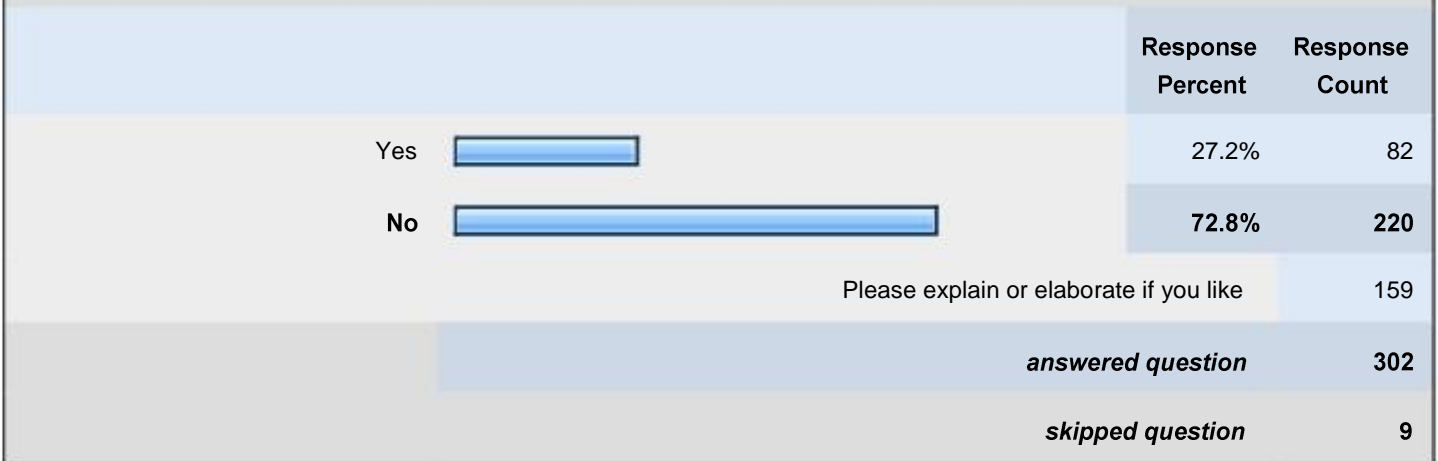 Response Response
Percent Count
Yes 27.2% 82
No 72.8% 220
Please explain or elaborate if you like 159
answered question 302
skipped question 9